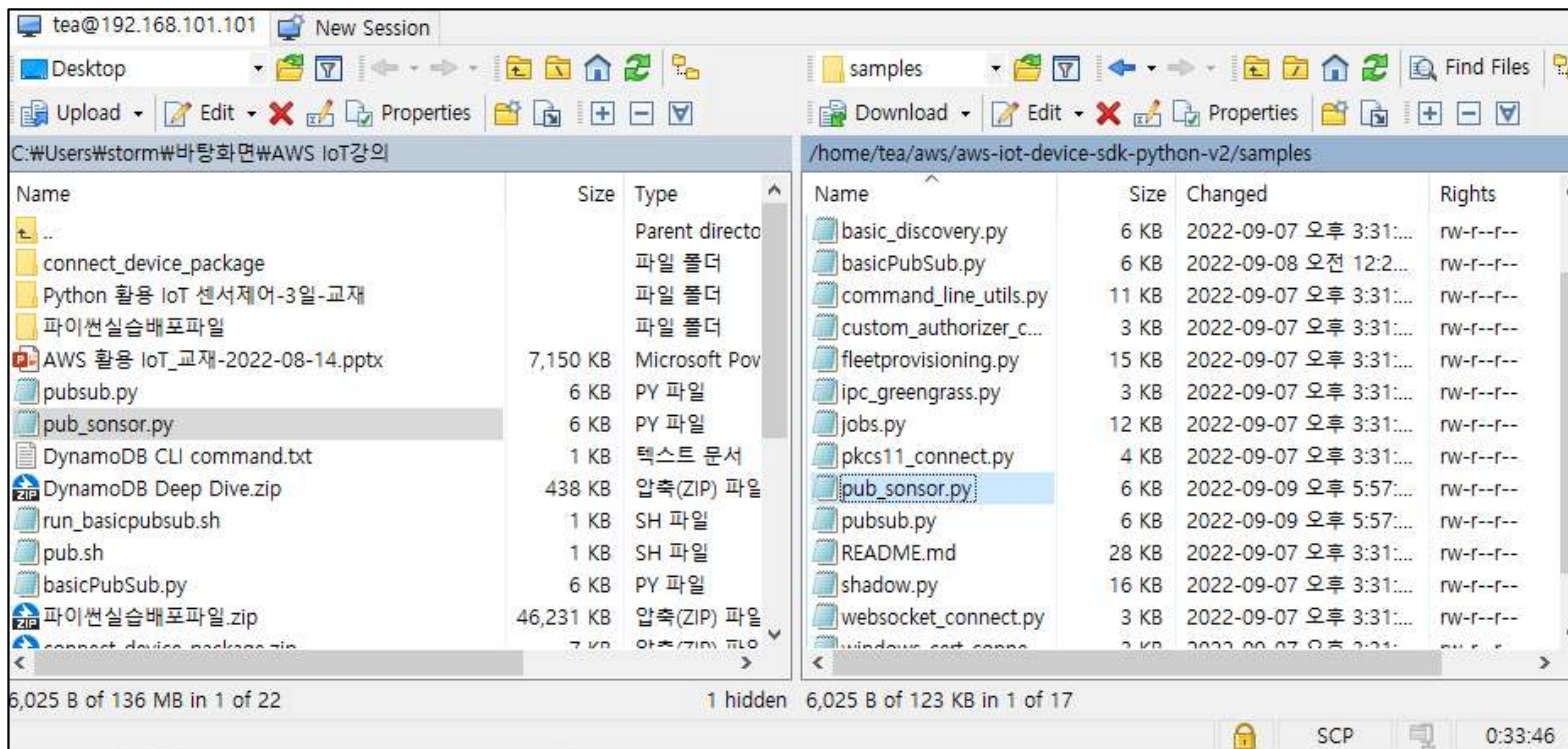 tea@192.168.101.101 New Session
Desktop
Upload Edit Properties
C:₩Users₩storm₩바탕화면₩AWS IoT강의
Name Size Type
.. Parent directo
connect_device_package 파일 폴더
Python 활용 IoT 센서제어-3일-교재 파일 폴더
파이썬실습배포파일 파일 폴더
AWS 활용 IoT_교재-2022-08-14.pptx 7,150 KB Microsoft Pov
pubsub.py 6 KB PY 파일
pub_sonsor.py 6 KB PY 파일
DynamoDB CLI command.txt 1 KB 텍스트 문서
DynamoDB Deep Dive.zip 438 KB 압축(ZIP) 파일
run_basicpubsub.sh 1 KB SH 파일
pub.sh 1 KB SH 파일
basicPubSub.py 6 KB PY 파일
파이썬실습배포파일.zip 46,231 KB 압축(ZIP) 파일
connect_device_package.zip 7 KB 압축(ZIP) 파일
6,025 B of 136 MB in 1 of 22 1 hidden
samples Find Files
Download Edit Properties
/home/tea/aws/aws-iot-device-sdk-python-v2/samples
Name Size Changed Rights
basic_discovery.py 6 KB 2022-09-07 오후 3:31:... rw-r--r--
basicPubSub.py 6 KB 2022-09-08 오전 12:2... rw-r--r--
command_line_utils.py 11 KB 2022-09-07 오후 3:31:... rw-r--r--
custom_authorizer_c... 3 KB 2022-09-07 오후 3:31:... rw-r--r--
fleetprovisioning.py 15 KB 2022-09-07 오후 3:31:... rw-r--r--
ipc_greengrass.py 3 KB 2022-09-07 오후 3:31:... rw-r--r--
jobs.py 12 KB 2022-09-07 오후 3:31:... rw-r--r--
pkcs11_connect.py 4 KB 2022-09-07 오후 3:31:... rw-r--r--
pub_sonsor.py 6 KB 2022-09-09 오후 5:57:... rw-r--r--
pubsub.py 6 KB 2022-09-09 오후 5:57:... rw-r--r--
README.md 28 KB 2022-09-07 오후 3:31:... rw-r--r--
shadow.py 16 KB 2022-09-07 오후 3:31:... rw-r--r--
websocket_connect.py 3 KB 2022-09-07 오후 3:31:... rw-r--r--
6,025 B of 123 KB in 1 of 17
SCP 0:33:46